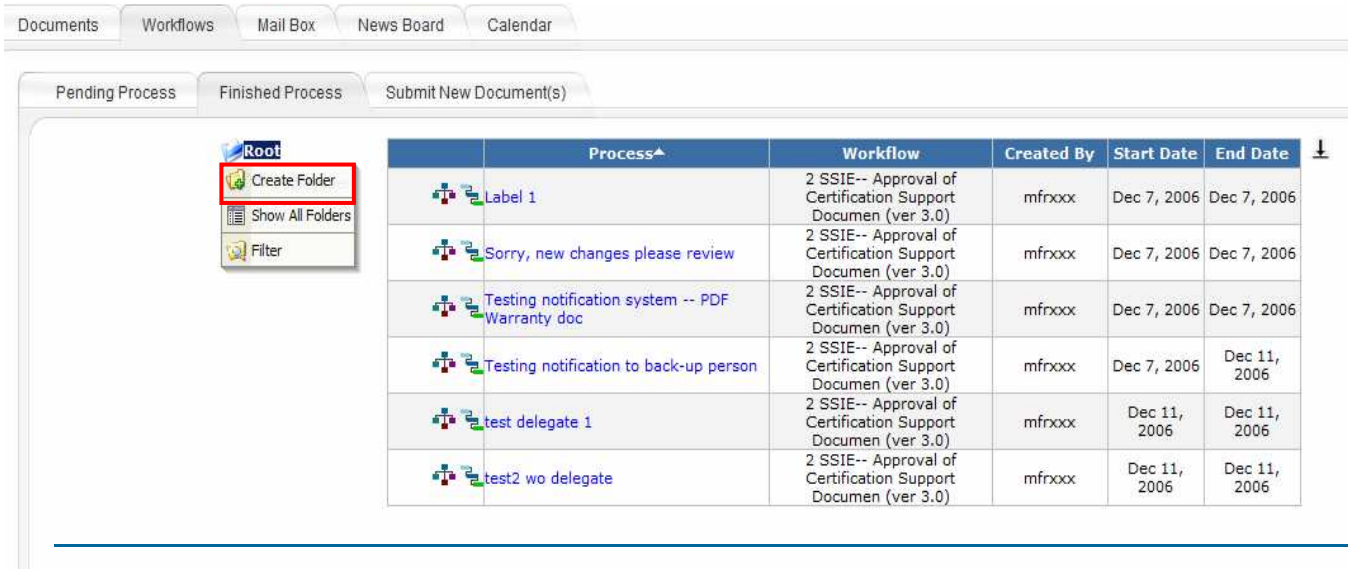 Documents Workflows Mail Box News Board Calendar
Pending Process Finished Process Submit New Document(s)
Root
Create Folder
Show All Folders
Filter
Process Workflow Created By Start Date End Date
Label 1 2 SSIE-- Approval of Certification Support Documen (ver 3.0) mfrxxx Dec 7, 2006 Dec 7, 2006
Sorry, new changes please review 2 SSIE-- Approval of Certification Support Documen (ver 3.0) mfrxxx Dec 7, 2006 Dec 7, 2006
Testing notification system -- PDF Warranty doc 2 SSIE-- Approval of Certification Support Documen (ver 3.0) mfrxxx Dec 7, 2006 Dec 7, 2006
Testing notification to back-up person 2 SSIE-- Approval of Certification Support Documen (ver 3.0) mfrxxx Dec 7, 2006 Dec 11, 2006
test delegate 1 2 SSIE-- Approval of Certification Support Documen (ver 3.0) mfrxxx Dec 11, 2006 Dec 11, 2006
test2 wo delegate 2 SSIE-- Approval of Certification Support Documen (ver 3.0) mfrxxx Dec 11, 2006 Dec 11, 2006